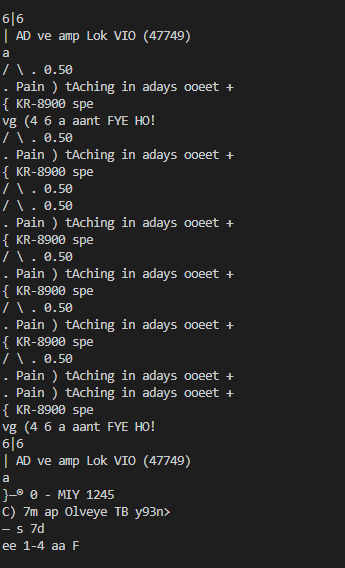 6|6
| AD ve amp Lok VIO (47749)
a
/ \ . 0.50
. Pain ) tAching in adays ooeet +
{ KR-8900 spe
vg (4 6 a aant FYE HO!
/ \ . 0.50
. Pain ) tAching in adays ooeet +
{ KR-8900 spe
/ \ . 0.50
/ \ . 0.50
. Pain ) tAching in adays ooeet +
{ KR-8900 spe
/ \ . 0.50
. Pain ) tAching in adays ooeet +
{ KR-8900 spe
/ \ . 0.50
. Pain ) tAching in adays ooeet +
{ KR-8900 spe
/ \ . 0.50
. Pain ) tAching in adays ooeet +
. Pain ) tAching in adays ooeet +
{ KR-8900 spe
vg (4 6 a aant FYE HO!
6|6
| AD ve amp Lok VIO (47749)
a
}—® 0 - MIY 1245
C) 7m ap Olveye TB y93n>
— s 7d
ee 1-4 aa F